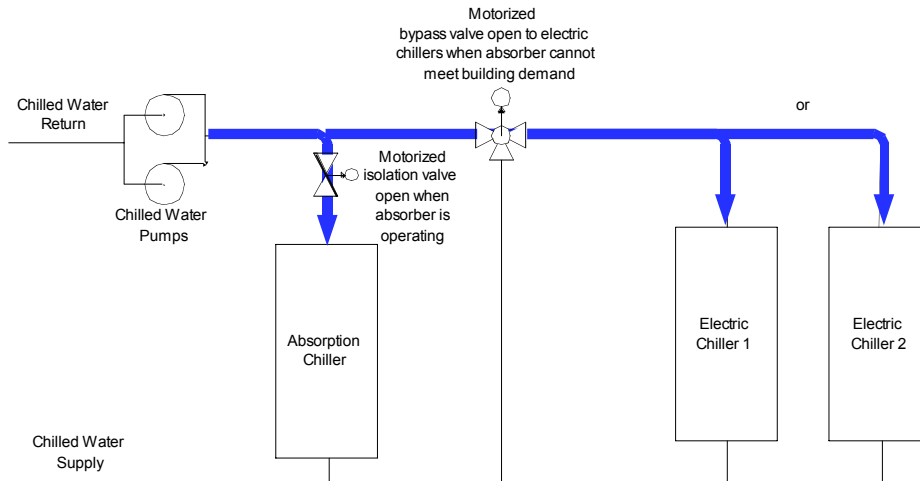 Motorized
bypass valve open to electric
chillers when absorber cannot
meet building demand
Chilled Water
Return
or
Motorized
isolation valve
open when
absorber is
operating
Chilled Water
Pumps
Absorption
Chiller
Electric
Chiller 1
Electric
Chiller 2
Chilled Water
Supply